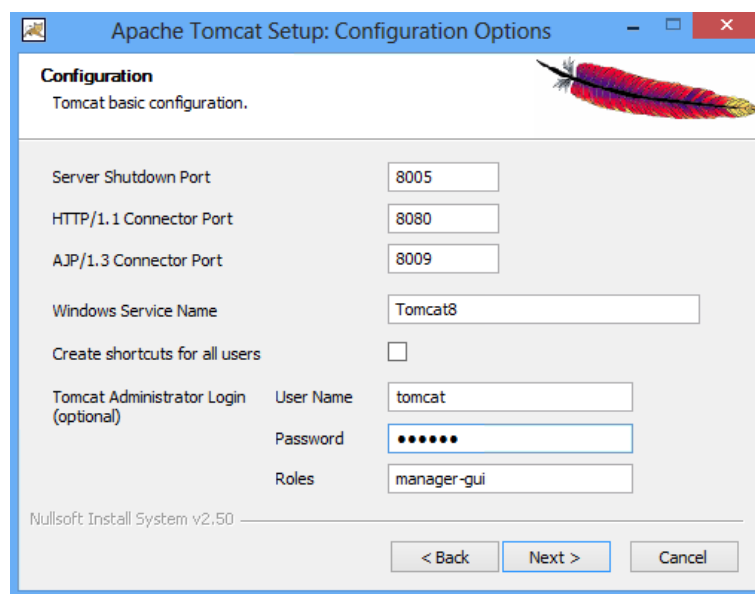 Apache Tomcat Setup: Configuration Options
Configuration
Tomcat basic configuration.
Server Shutdown Port 8005
HTTP/1.1 Connector Port 8080
AJP/1.3 Connector Port 8009
Windows Service Name Tomcat8
Create shortcuts for all users
Tomcat Administrator Login User Name tomcat
(optional)
Password ●●●●●●
Roles manager-gui
Nullsoft Install System v2.50
< Back Next > Cancel